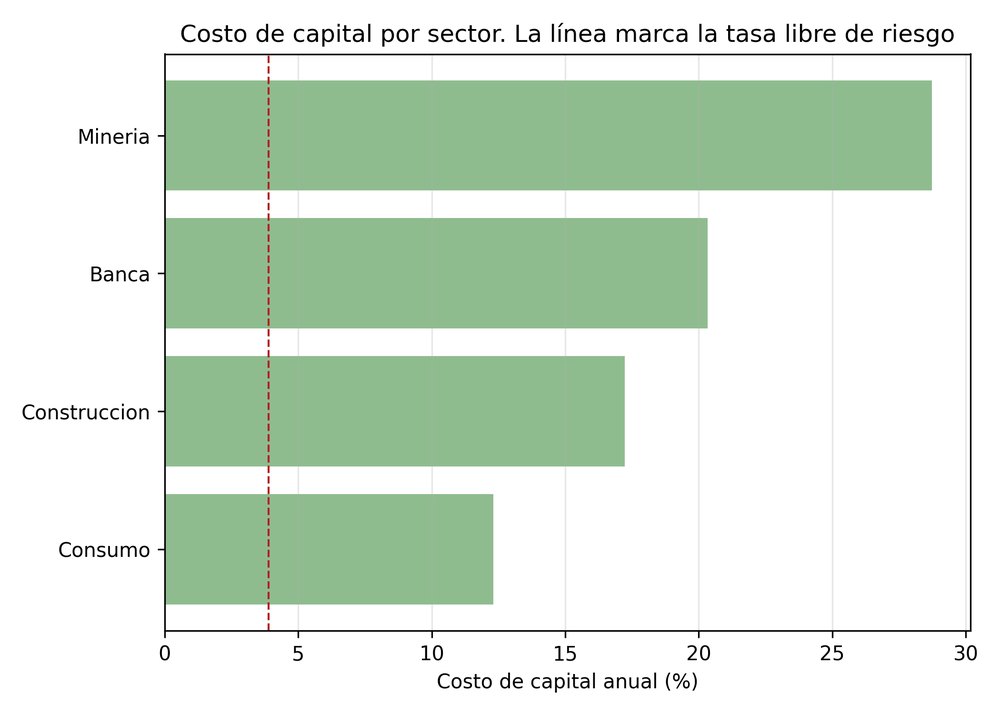 Costo de capital por sector. La línea marca la tasa libre de riesgo
Mineria
Banca
Construccion
Consumo
0 5 10 15 20 25 30
Costo de capital anual (%)